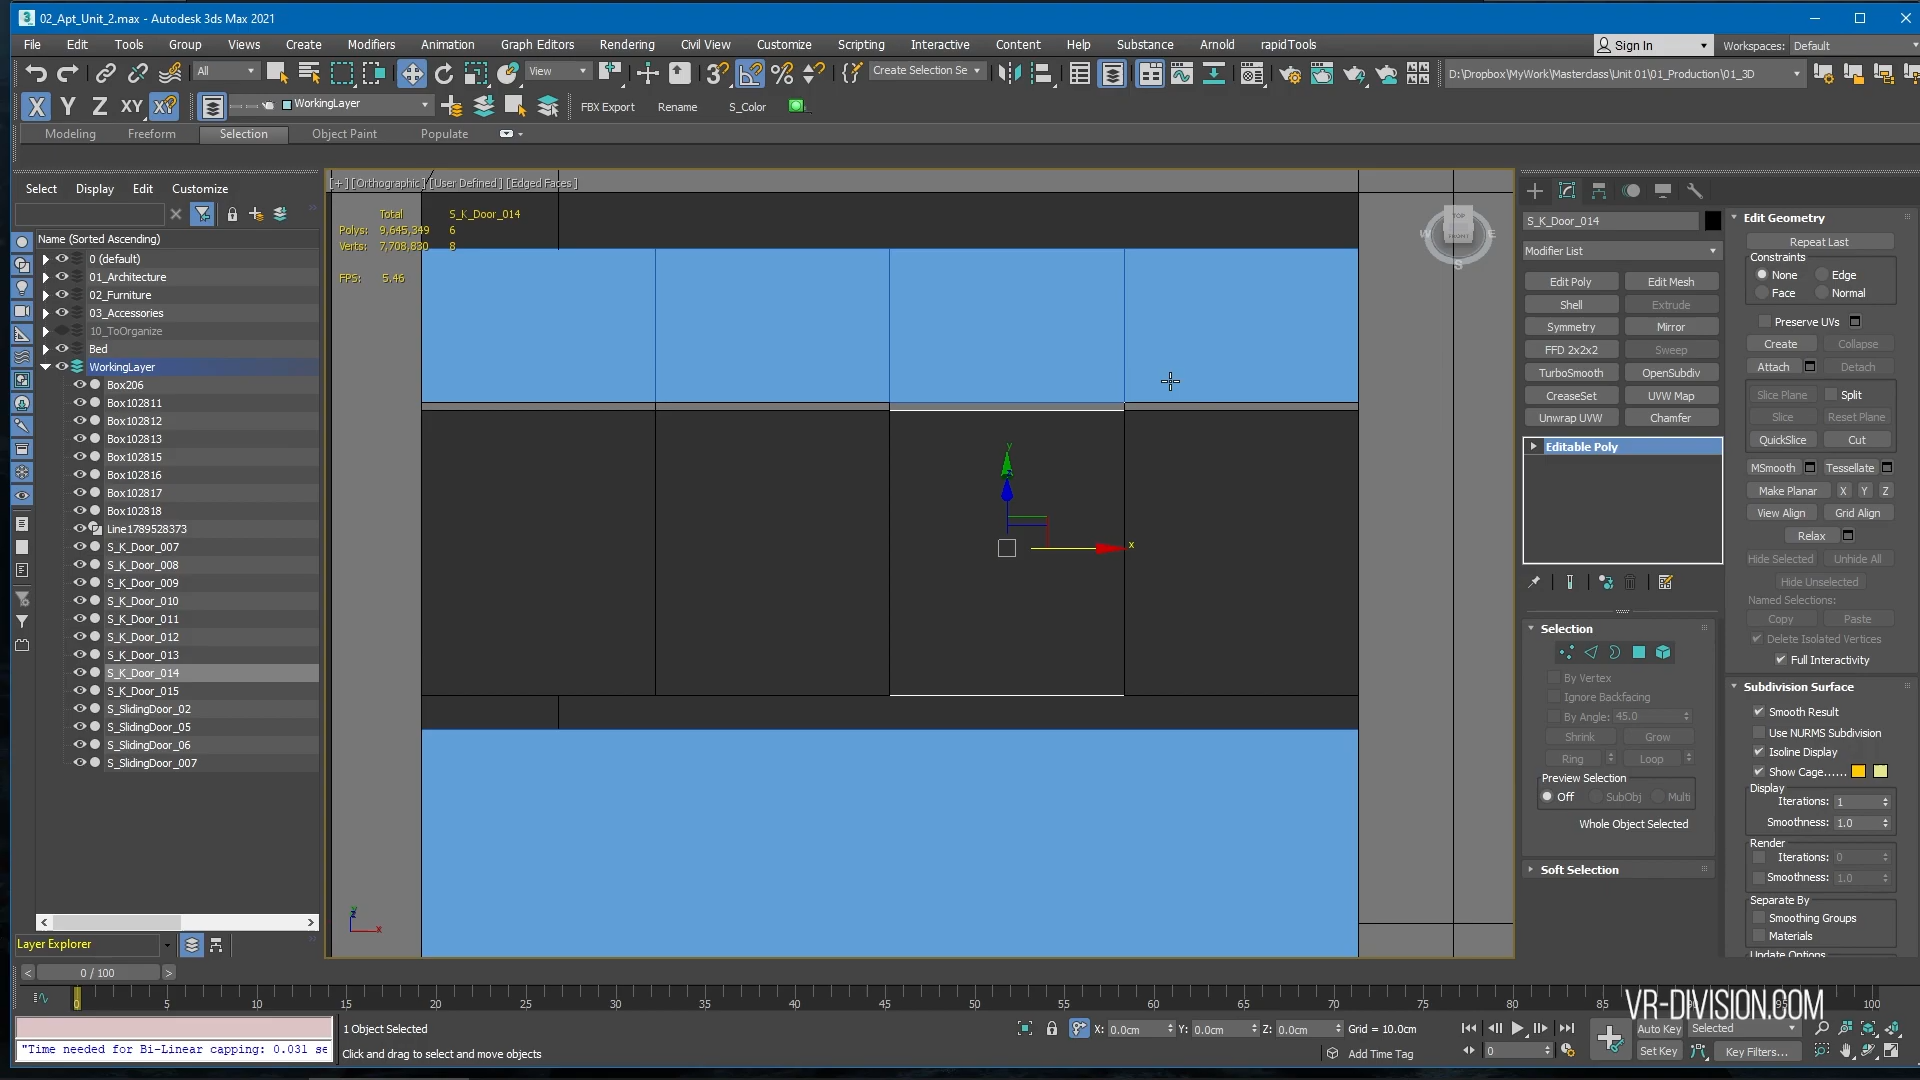 02_Apt_Unit_2.max - Autodesk 3ds Max 2021
File Edit Tools Group Views Create Modifiers Animation Graph Editors Rendering Civil View Customize Scripting Interactive Content Help Substance Arnold rapidTools Sign In Workspaces: Default
All View Create Selection Se D:\Dropbox\MyWork\Masterclass\Unit 01\01_Production\01_3D
X Y Z XY WorkingLayer FBX Export Rename S_Color
Modeling Freeform Selection Object Paint Populate
Select Display Edit Customize
Name (Sorted Ascending)
0 (default)
01_Architecture
02_Furniture
03_Accessories
10_ToOrganize
Bed
WorkingLayer
Box206
Box102811
Box102812
Box102813
Box102815
Box102816
Box102817
Box102818
Line1789528373
S_K_Door_007
S_K_Door_008
S_K_Door_009
S_K_Door_010
S_K_Door_011
S_K_Door_012
S_K_Door_013
S_K_Door_014
S_K_Door_015
S_SlidingDoor_02
S_SlidingDoor_05
S_SlidingDoor_06
S_SlidingDoor_007
Layer Explorer
[+] [Orthographic] [User Defined] [Edged Faces]
Total S_K_Door_014
Polys: 9,645,349 6
Verts: 7,708,830 8
FPS: 5.46
TOP
FRONT
W E
S
y
x
z
x
S_K_Door_014
Modifier List
Edit Poly Edit Mesh
Shell Extrude
Symmetry Mirror
FFD 2x2x2 Sweep
TurboSmooth OpenSubdiv
CreaseSet UVW Map
Unwrap UVW Chamfer
Editable Poly
Selection
By Vertex
Ignore Backfacing
By Angle: 45.0
Shrink Grow
Ring Loop
Preview Selection
Off SubObj Multi
Whole Object Selected
Soft Selection
Edit Geometry
Repeat Last
Constraints
None Edge
Face Normal
Preserve UVs
Create Collapse
Attach Detach
Slice Plane Split
Slice Reset Plane
QuickSlice Cut
MSmooth Tessellate
Make Planar X Y Z
View Align Grid Align
Relax
Hide Selected Unhide All
Hide Unselected
Named Selections:
Copy Paste
Delete Isolated Vertices
Full Interactivity
Subdivision Surface
Smooth Result
Use NURMS Subdivision
Isoline Display
Show Cage......
Display
Iterations: 1
Smoothness: 1.0
Render
Iterations: 0
Smoothness: 1.0
Separate By
Smoothing Groups
Materials
Update Options
< 0 / 100 >
0 5 10 15 20 25 30 35 40 45 50 55 60 65 70 75 80 85 100
VR-DIVISION.COM
1 Object Selected
X: 0.0cm Y: 0.0cm Z: 0.0cm Grid = 10.0cm
Auto Key Selected
"Time needed for Bi-Linear capping: 0.031 se
Click and drag to select and move objects
Add Time Tag
0
Set Key Key Filters...